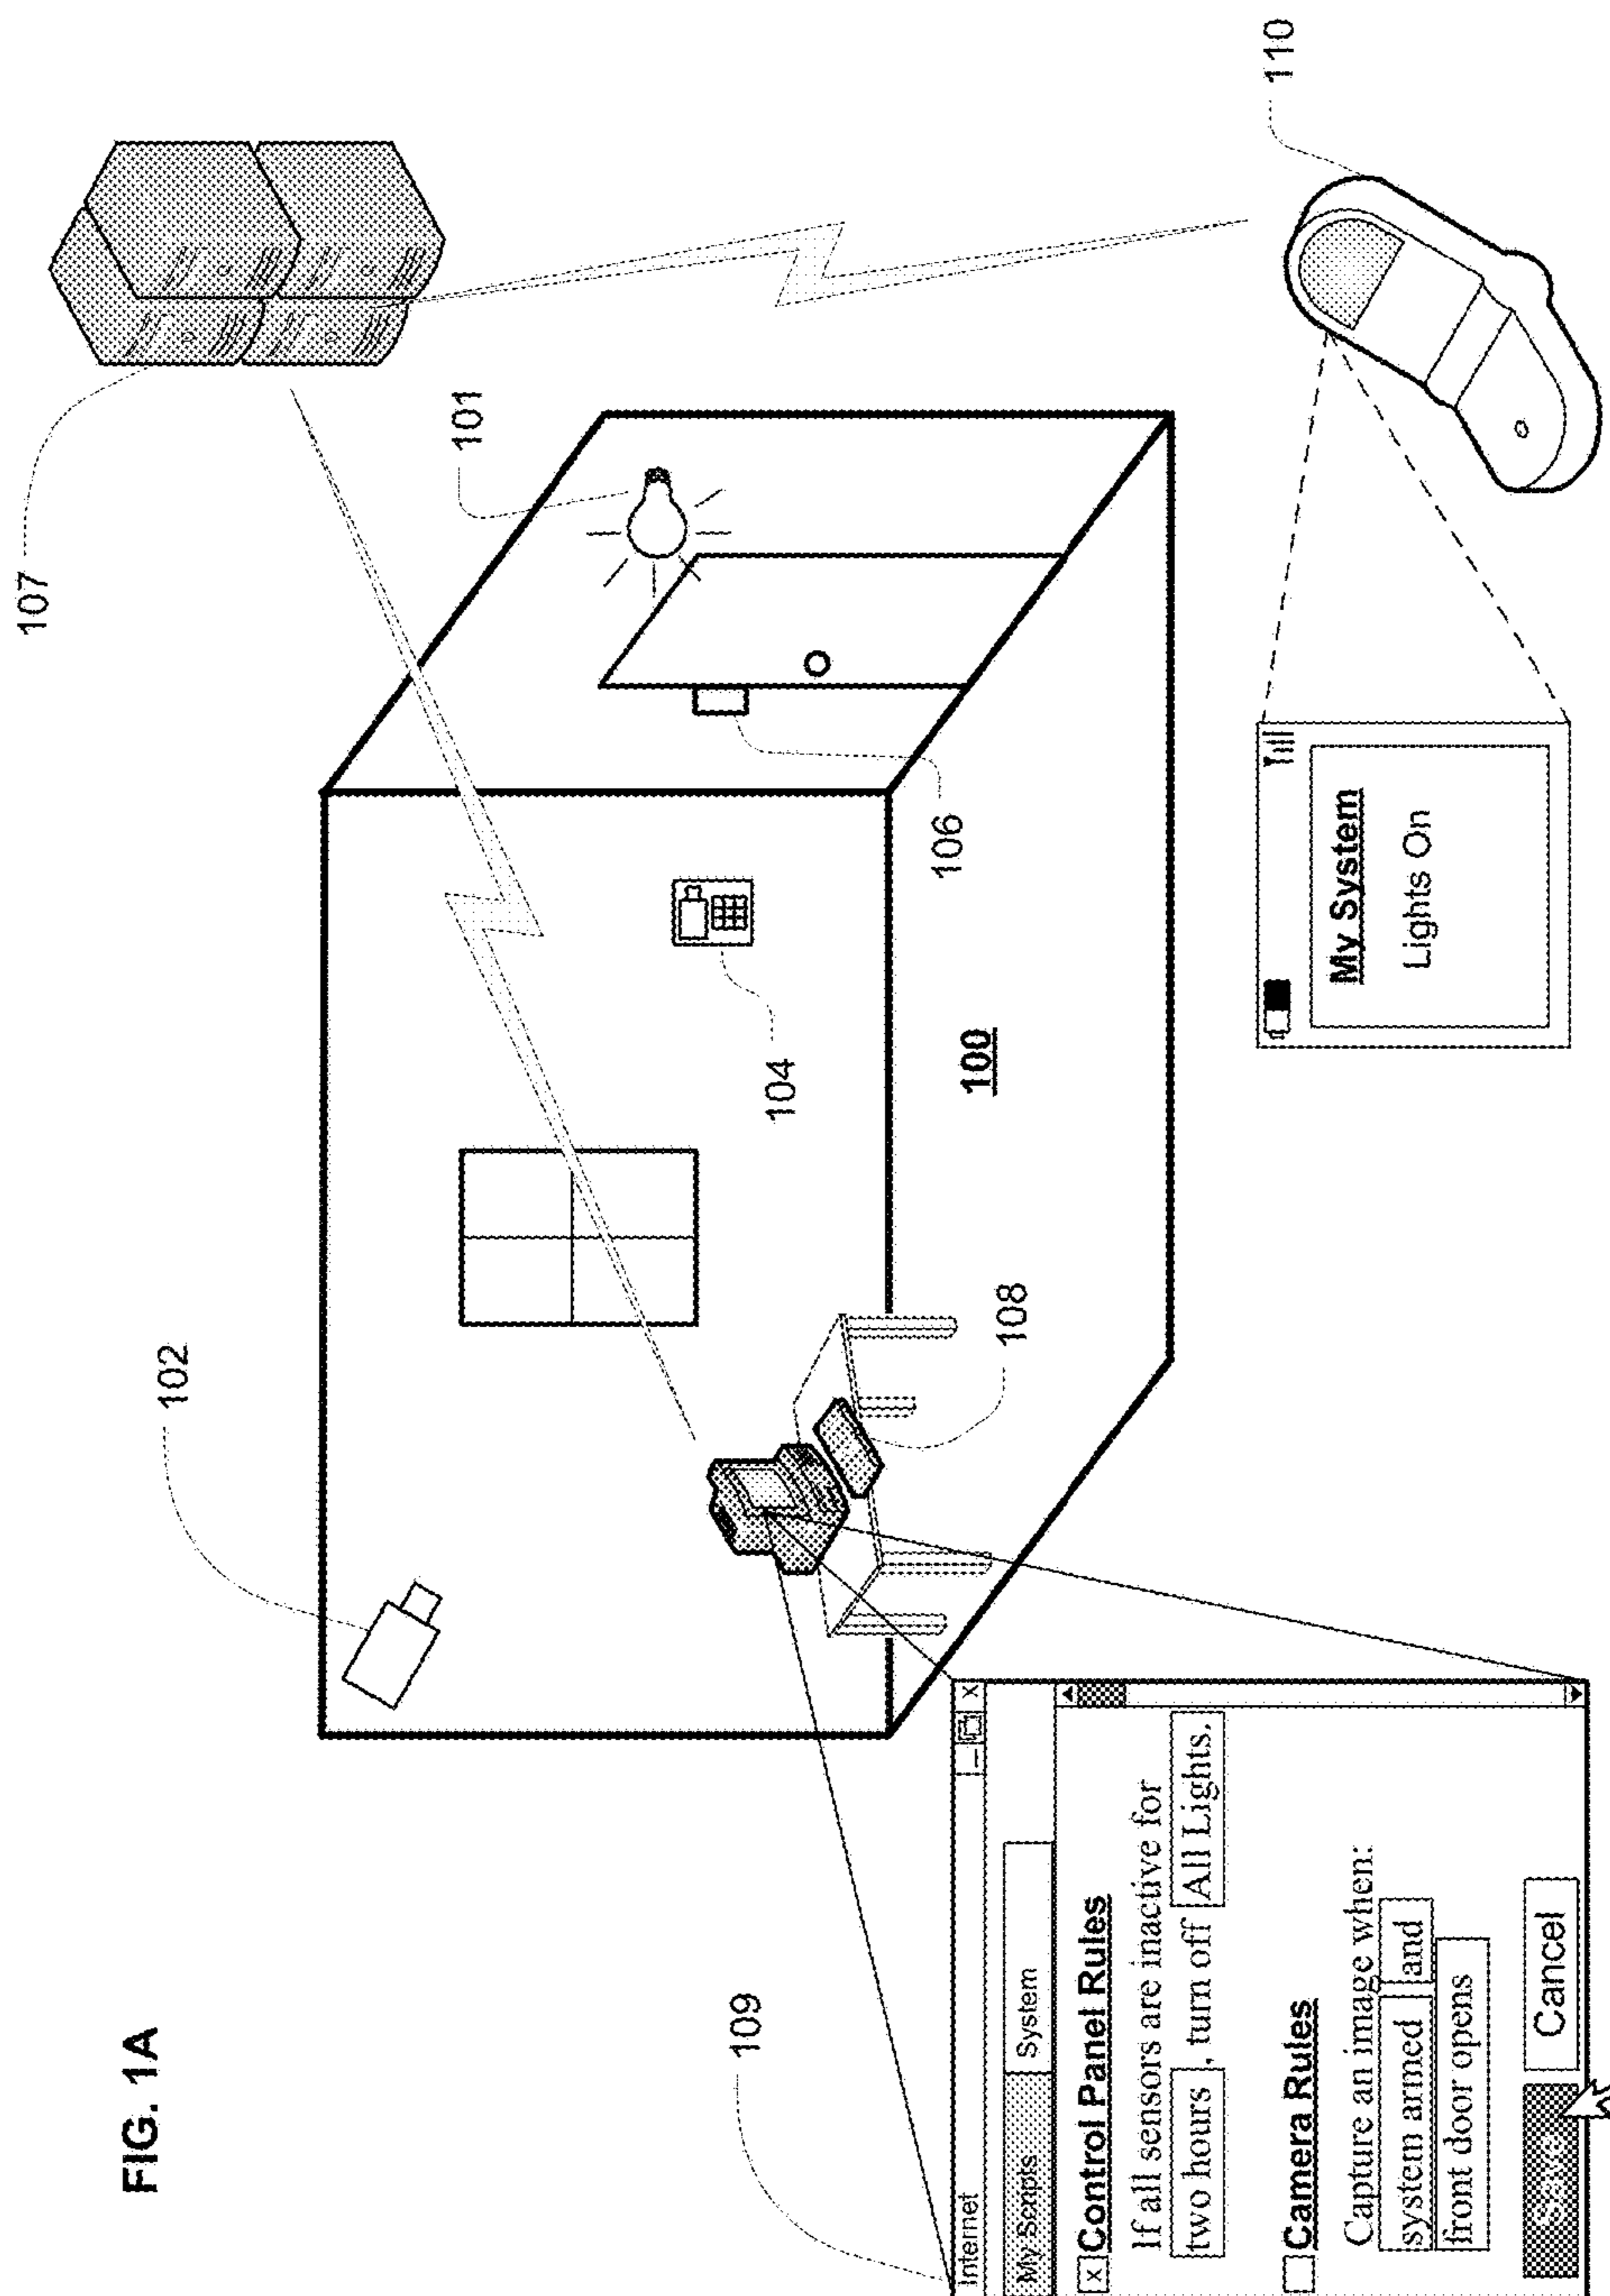 FIG. 1A
107
101
102
104
106
100
108
110
109
Internet
_ X
My Scripts System
x Control Panel Rules
If all sensors are inactive for
two hours , turn off All Lights.
Camera Rules
Capture an image when:
system armed and
front door opens
Cancel
My System
Lights On